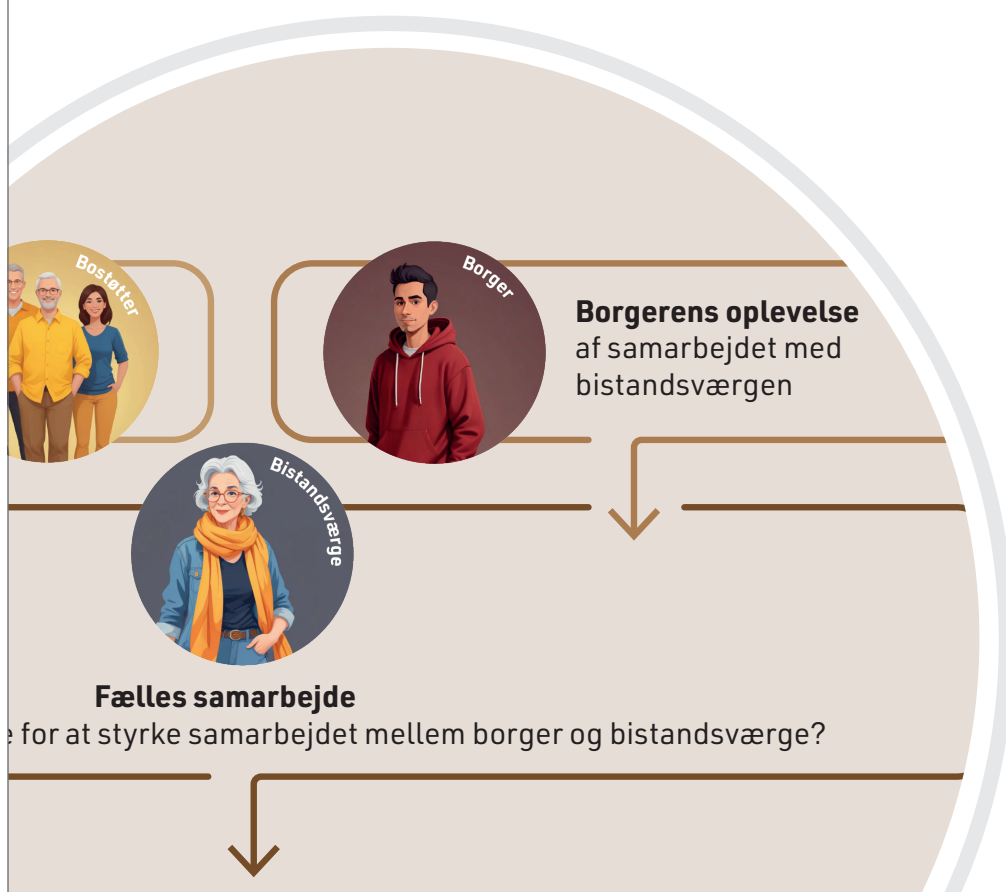 Bostøtter
Borger
Borgerens oplevelse
af samarbejdet med
bistandsværgen
Bistandsværge
Fælles samarbejde
for at styrke samarbejdet mellem borger og bistandsværge?